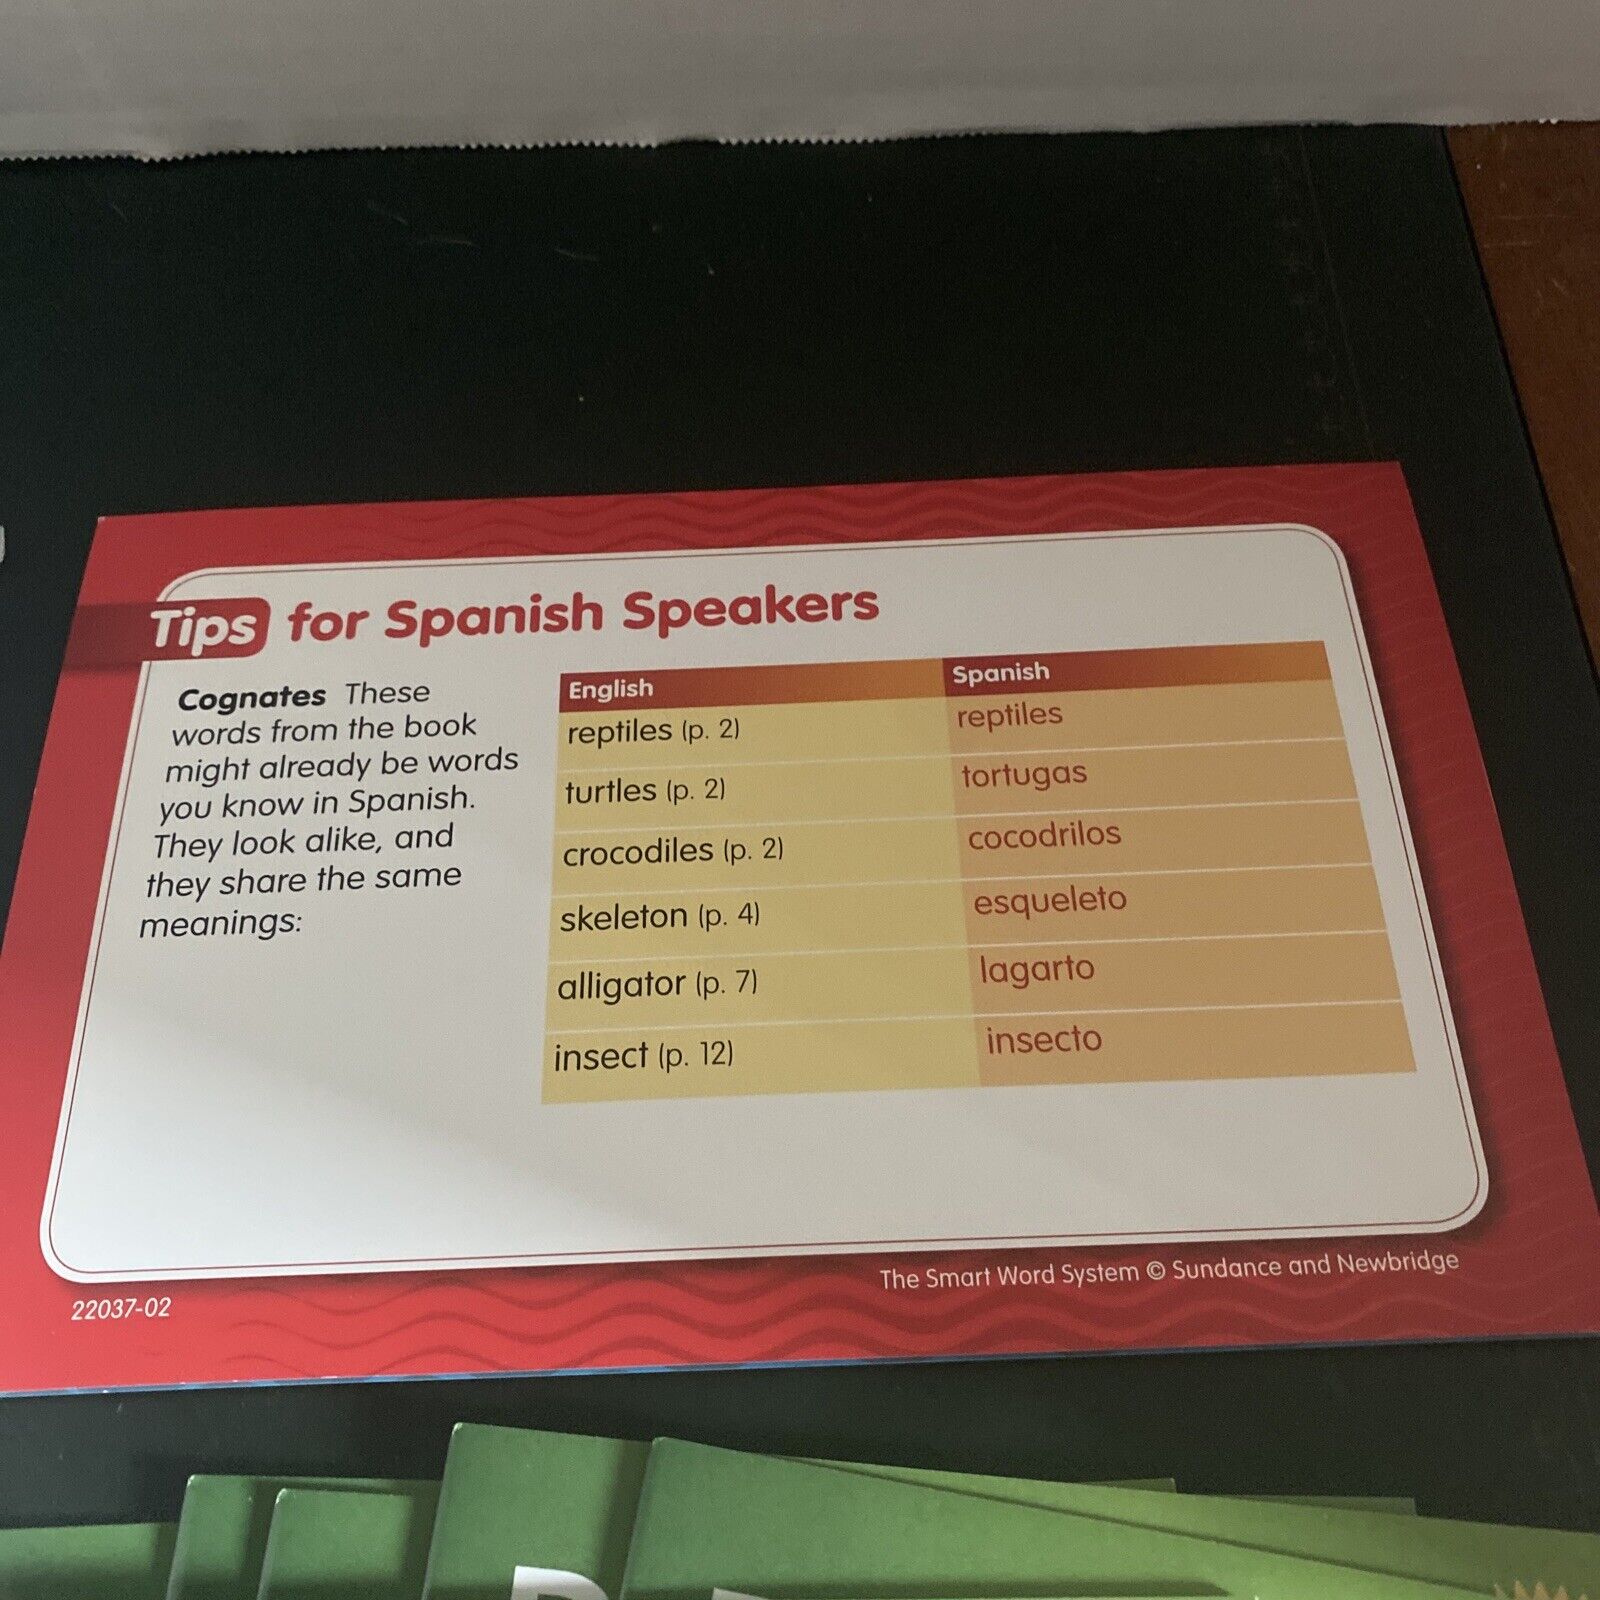 Tips for Spanish Speakers
Cognates These
words from the book
might already be words
you know in Spanish.
They look alike, and
they share the same
meanings:
English Spanish
reptiles (p. 2) reptiles
turtles (p. 2) tortugas
crocodiles (p. 2) cocodrilos
skeleton (p. 4) esqueleto
alligator (p. 7) lagarto
insect (p. 12) insecto
The Smart Word System © Sundance and Newbridge
22037-02